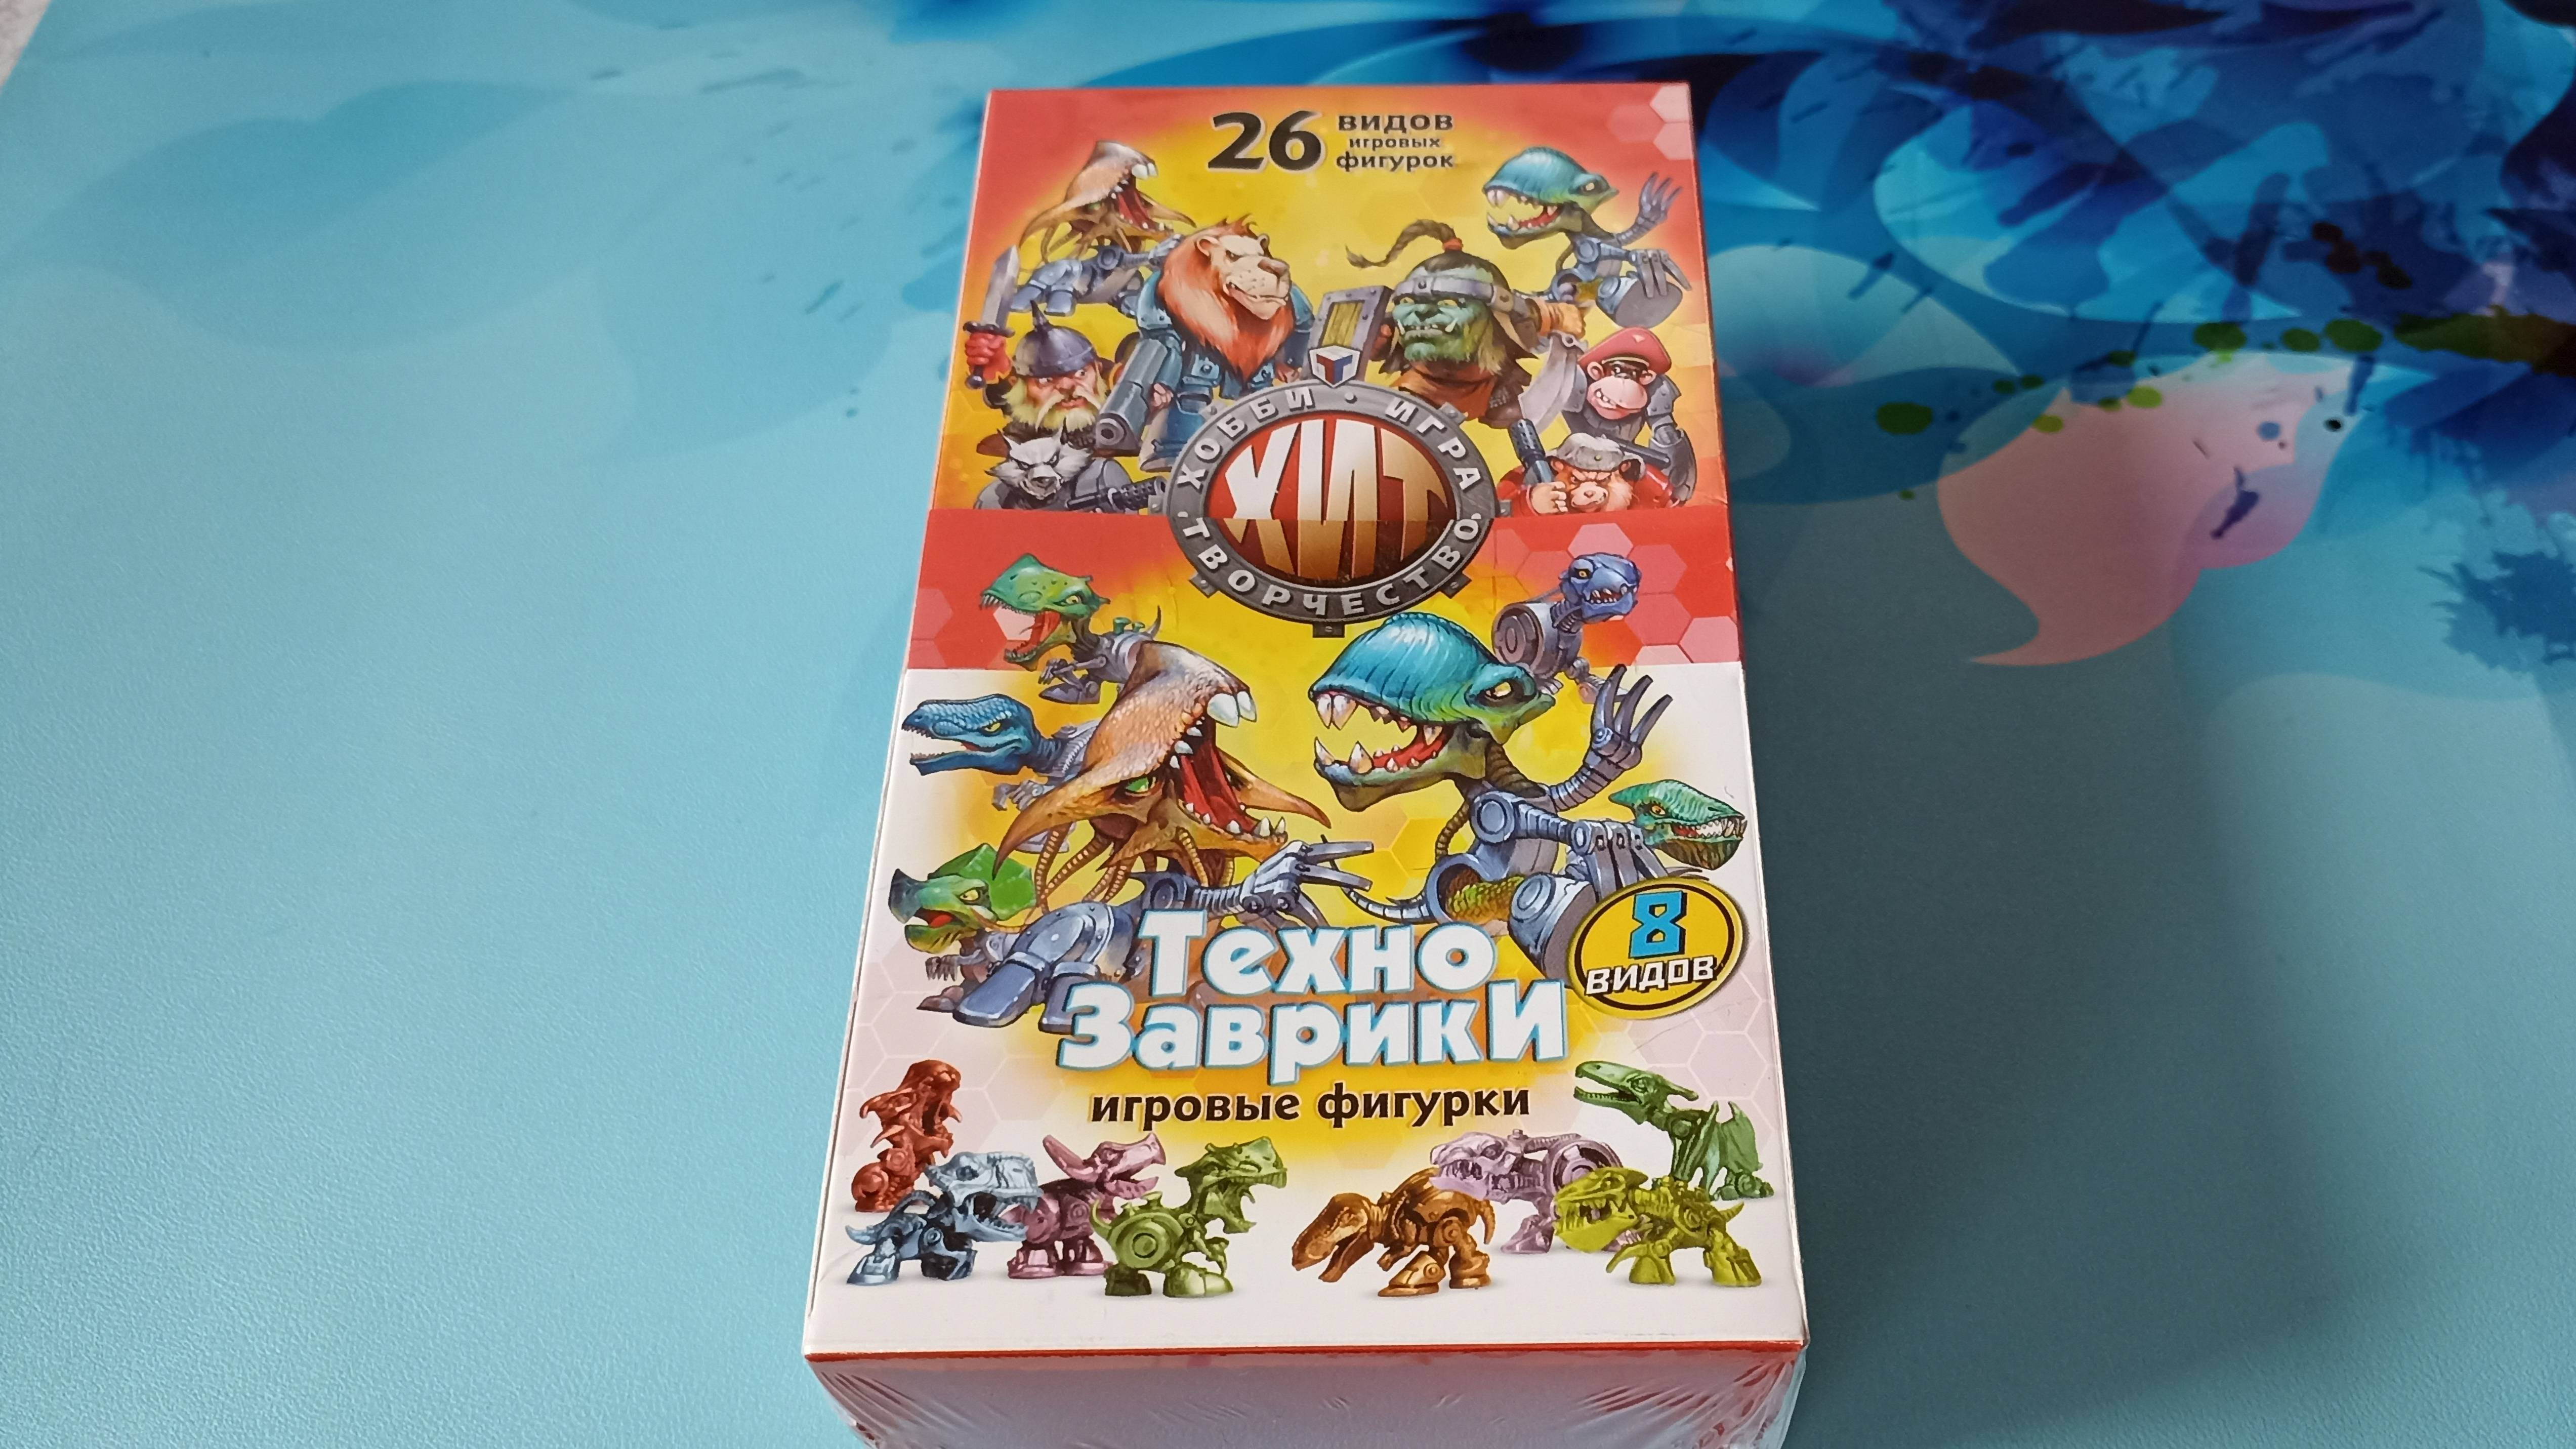 26 видов
игровых
фигурок
ХОББИ · ИГРА
ХИТ
· ТВОРЧЕСТВО ·
Техно
Заврики
8
видов
игровые фигурки